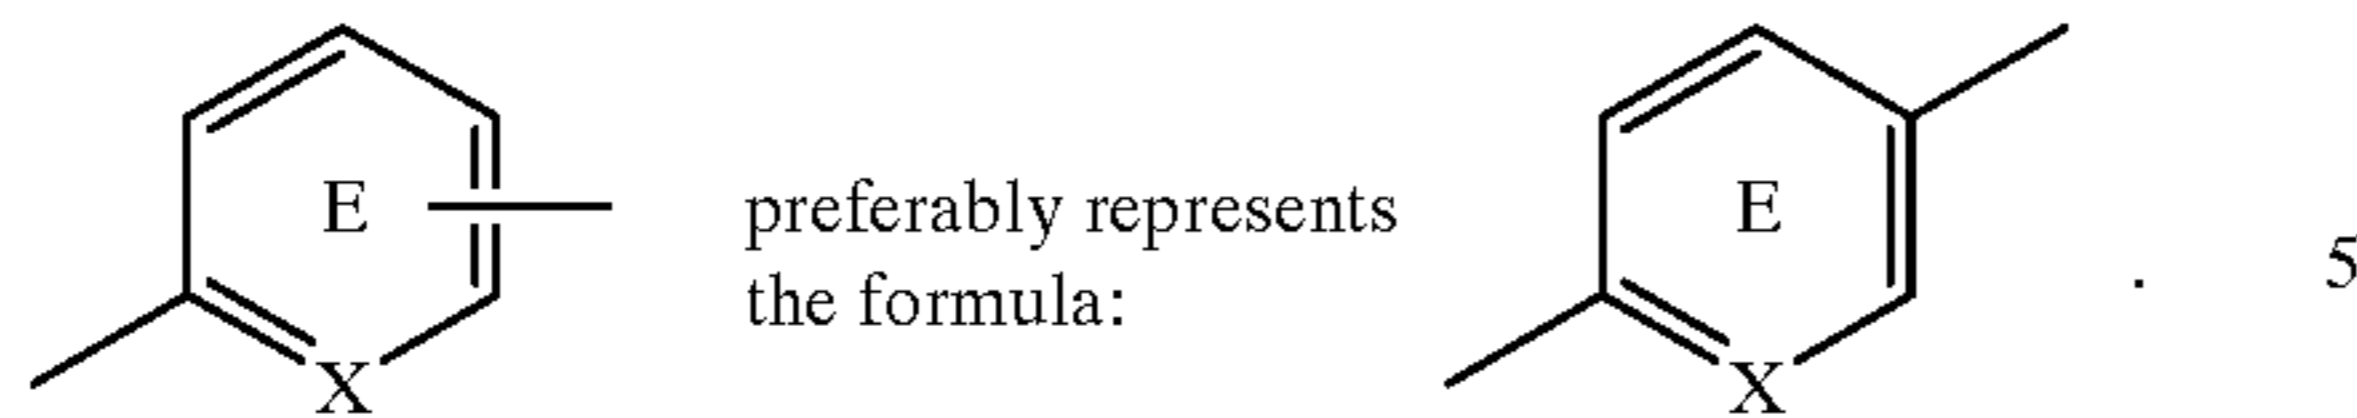 E
preferably represents
the formula:
X
E
X
.
5